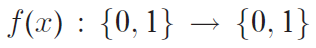 f(x) : {0, 1} → {0, 1}